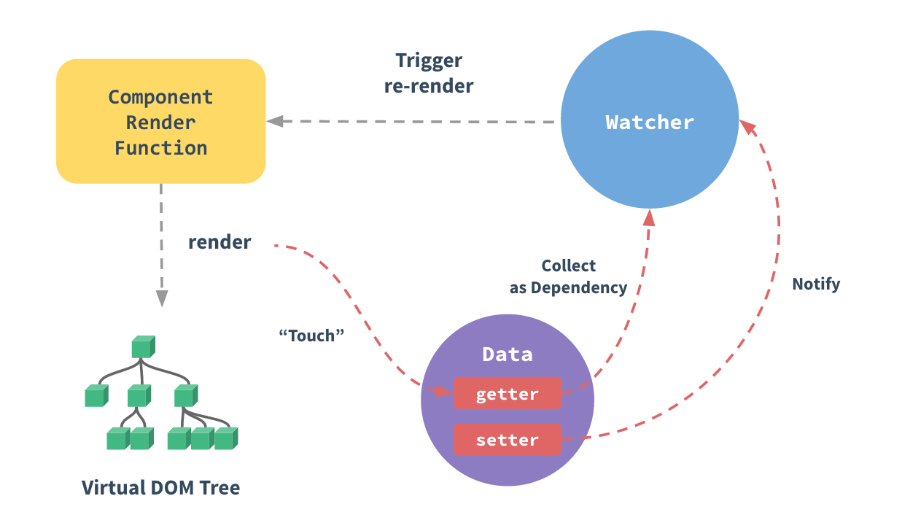 Trigger
re-render
Component
Render
Function
Watcher
render
Collect
as Dependency
Notify
“Touch”
Data
getter
setter
Virtual DOM Tree